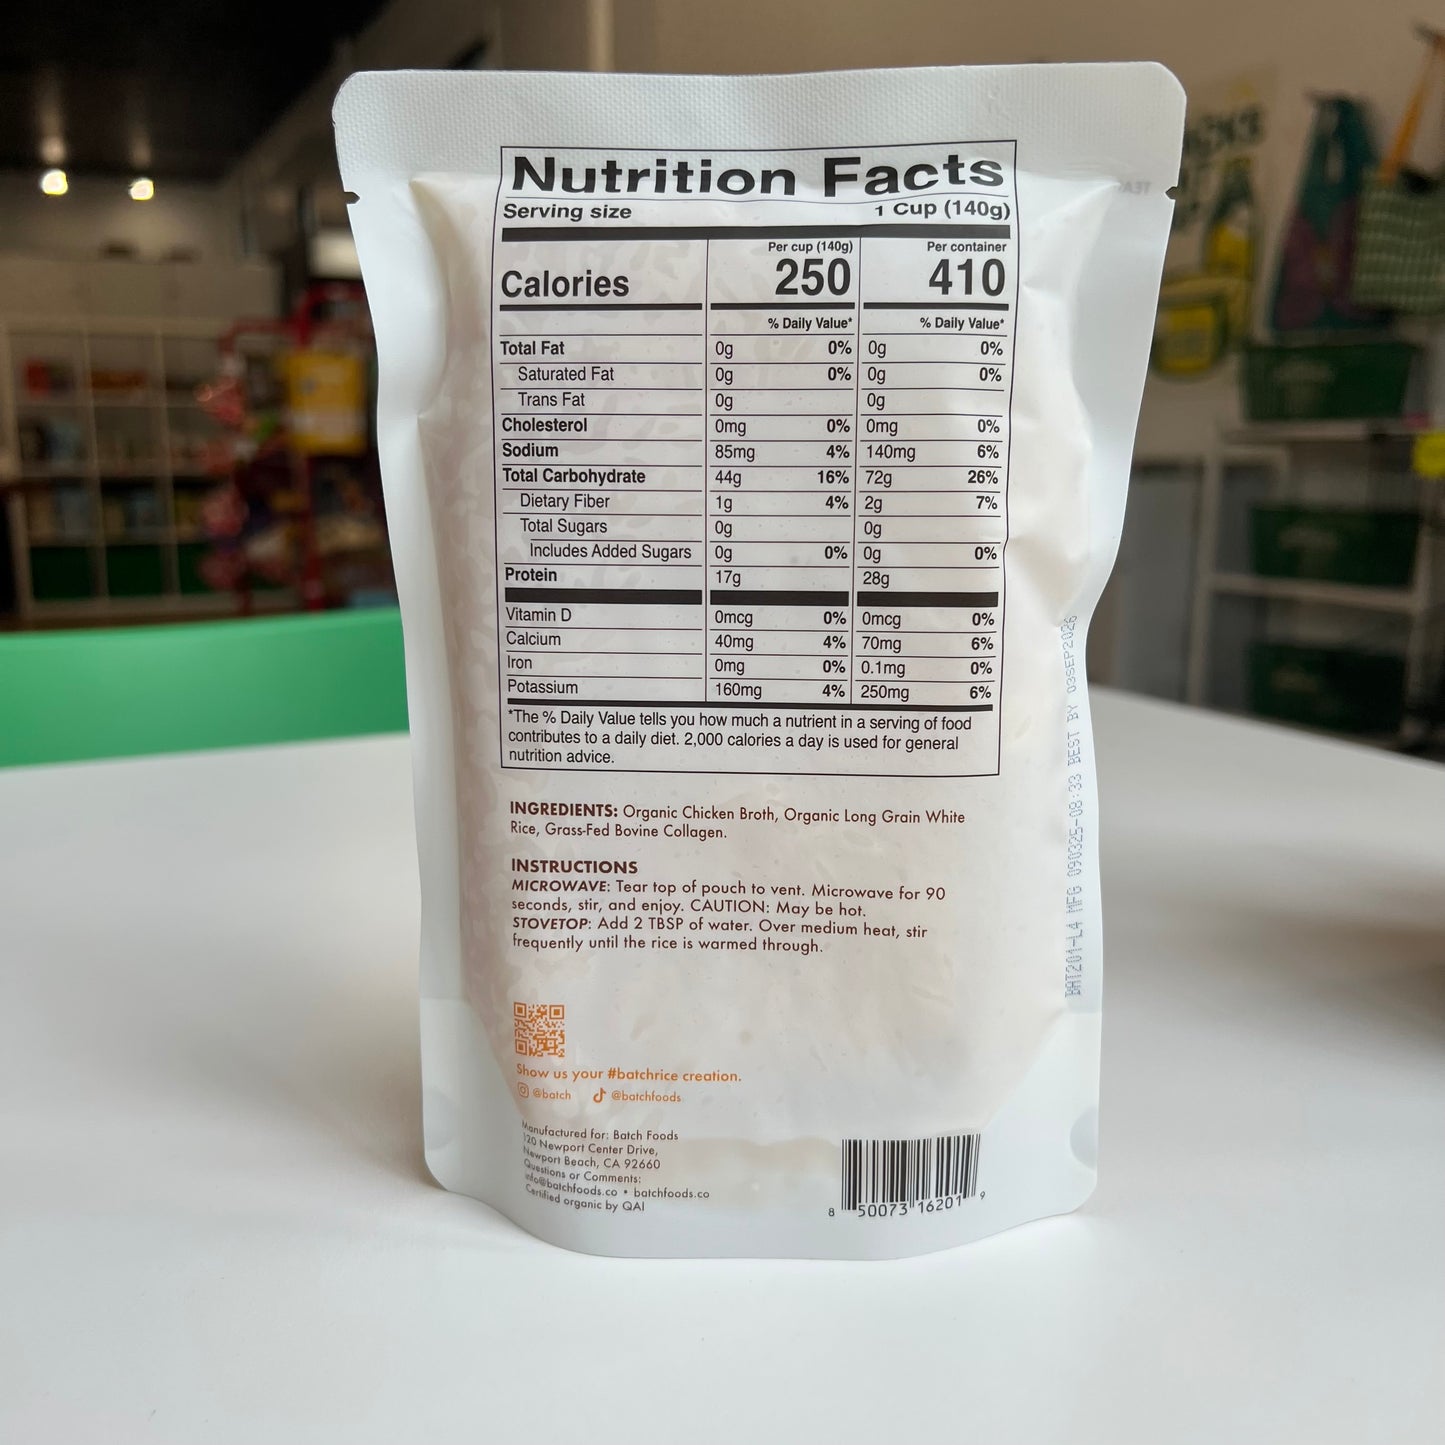 Nutrition Facts
Serving size 1 Cup (140g)
Per cup (140g) Per container
Calories 250 410
% Daily Value* % Daily Value*
Total Fat 0g 0% 0g 0%
Saturated Fat 0g 0% 0g 0%
Trans Fat 0g 0g
Cholesterol 0mg 0% 0mg 0%
Sodium 85mg 4% 140mg 6%
Total Carbohydrate 44g 16% 72g 26%
Dietary Fiber 1g 4% 2g 7%
Total Sugars 0g 0g
Includes Added Sugars 0g 0% 0g 0%
Protein 17g 28g
Vitamin D 0mcg 0% 0mcg 0%
Calcium 40mg 4% 70mg 6%
Iron 0mg 0% 0.1mg 0%
Potassium 160mg 4% 250mg 6%
*The % Daily Value tells you how much a nutrient in a serving of food
contributes to a daily diet. 2,000 calories a day is used for general
nutrition advice.
INGREDIENTS: Organic Chicken Broth, Organic Long Grain White
Rice, Grass-Fed Bovine Collagen.
INSTRUCTIONS
MICROWAVE: Tear top of pouch to vent. Microwave for 90
seconds, stir, and enjoy. CAUTION: May be hot.
STOVETOP: Add 2 TBSP of water. Over medium heat, stir
frequently until the rice is warmed through.
Show us your #batchrice creation.
@batch @batchfoods
Manufactured for: Batch Foods
120 Newport Center Drive,
Newport Beach, CA 92660
Questions or Comments:
info@batchfoods.co • batchfoods.co
Certified organic by QAI
8 50073 16201 9
BAT201-L4 MFG 090325-08:33 BEST BY 03SEP2026